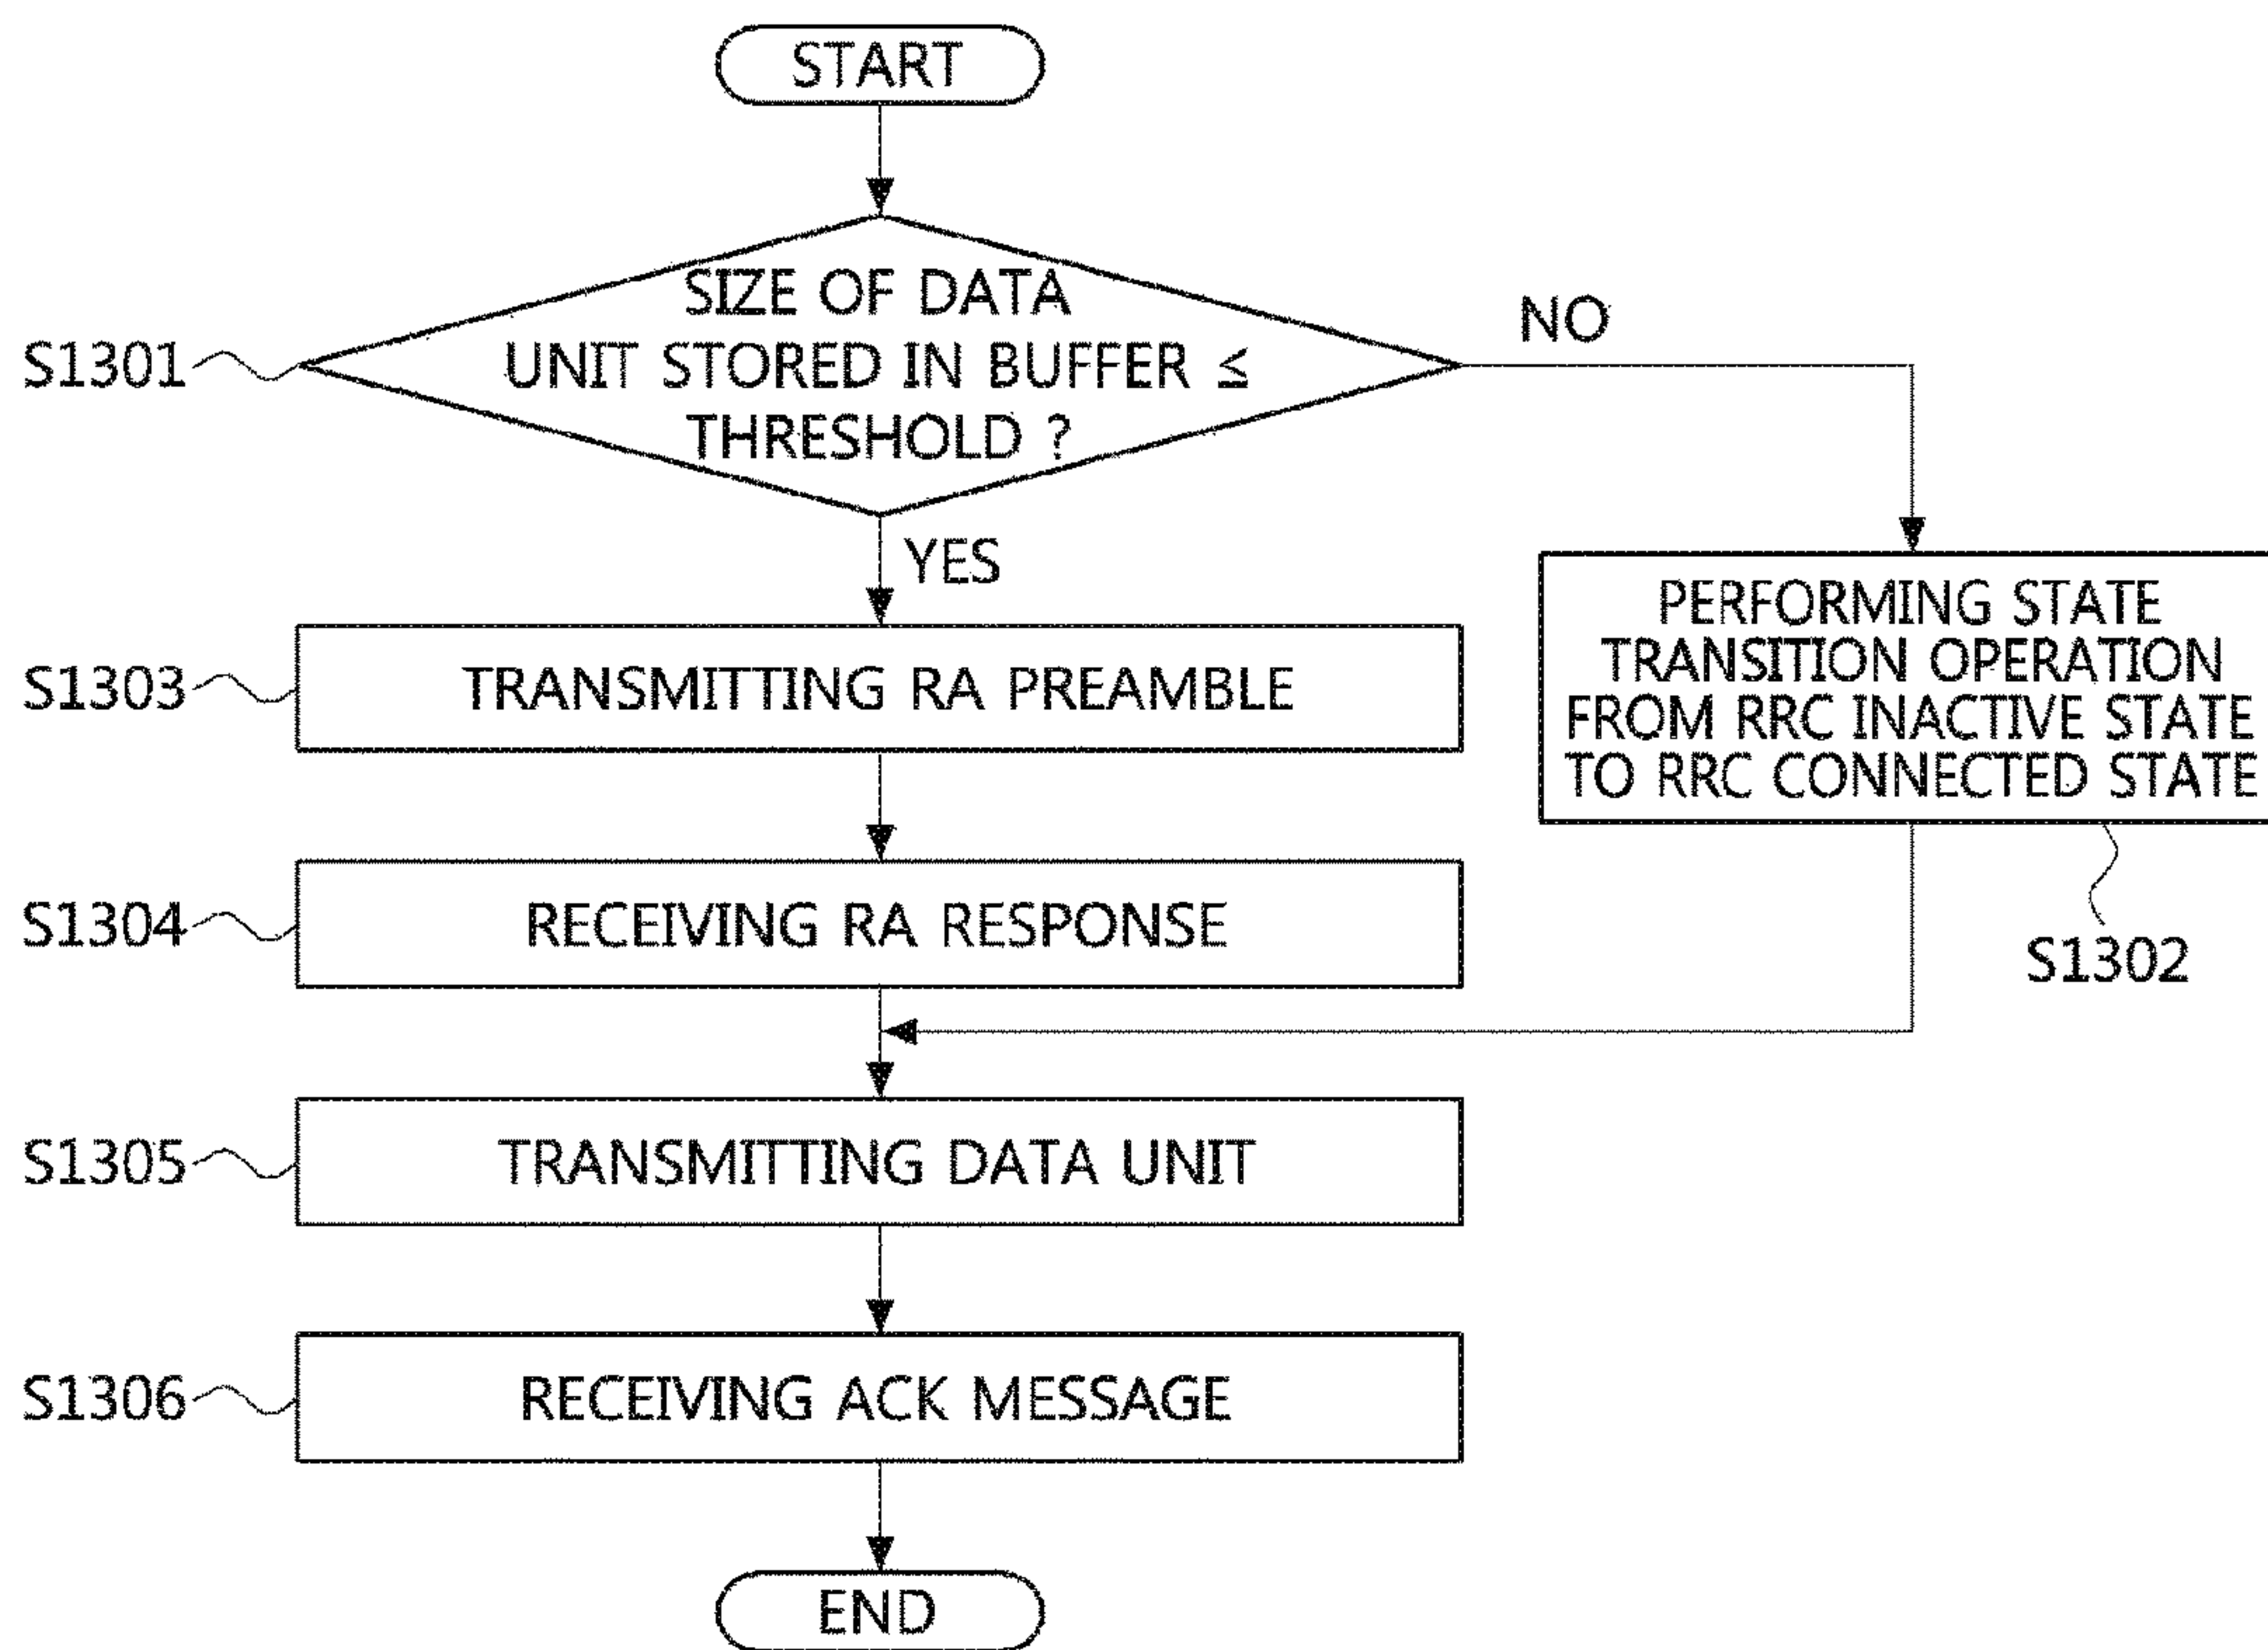 START
SIZE OF DATA
UNIT STORED IN BUFFER ≤
THRESHOLD ?
S1301
NO
YES
PERFORMING STATE
TRANSITION OPERATION
FROM RRC INACTIVE STATE
TO RRC CONNECTED STATE
S1302
S1303
TRANSMITTING RA PREAMBLE
S1304
RECEIVING RA RESPONSE
S1305
TRANSMITTING DATA UNIT
S1306
RECEIVING ACK MESSAGE
END